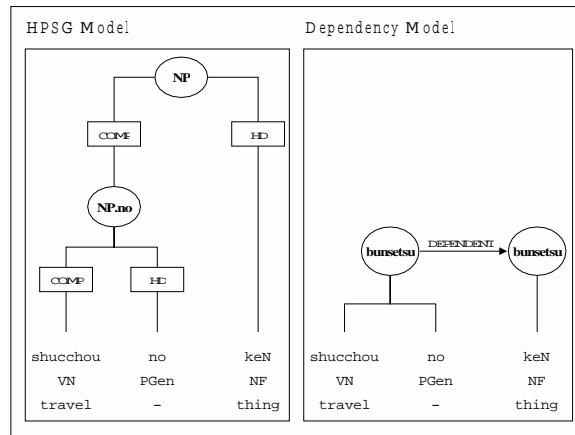 HPSG Model
NP
COMP HD
NP.no
COMP HD
shucchou no keN
VN PGen NF
travel - thing
Dependency Model
DEPENDENT
bunsetsu bunsetsu
shucchou no keN
VN PGen NF
travel - thing